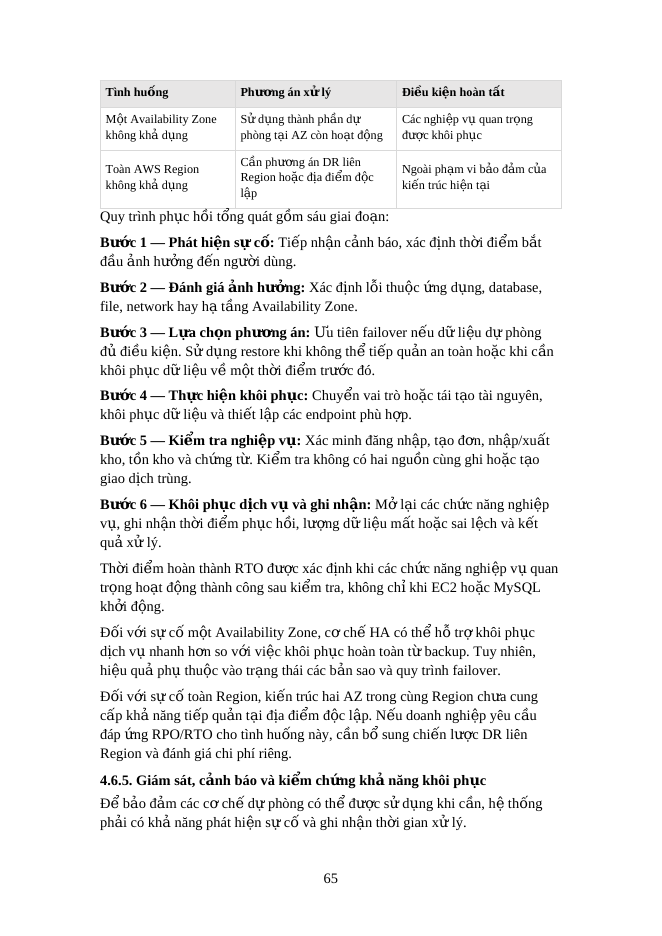 Tình huống
Phương án xử lý
Điều kiện hoàn tất
Một Availability Zone
không khả dụng
Sử dụng thành phần dự
phòng tại AZ còn hoạt động
Các nghiệp vụ quan trọng
được khôi phục
Toàn AWS Region
không khả dụng
Cần phương án DR liên
Region hoặc địa điểm độc
lập
Ngoài phạm vi bảo đảm của
kiến trúc hiện tại
Quy trình phục hồi tổng quát gồm sáu giai đoạn:
Bước 1 — Phát hiện sự cố: Tiếp nhận cảnh báo, xác định thời điểm bắt
đầu ảnh hưởng đến người dùng.
Bước 2 — Đánh giá ảnh hưởng: Xác định lỗi thuộc ứng dụng, database,
file, network hay hạ tầng Availability Zone.
Bước 3 — Lựa chọn phương án: Ưu tiên failover nếu dữ liệu dự phòng
đủ điều kiện. Sử dụng restore khi không thể tiếp quản an toàn hoặc khi cần
khôi phục dữ liệu về một thời điểm trước đó.
Bước 4 — Thực hiện khôi phục: Chuyển vai trò hoặc tái tạo tài nguyên,
khôi phục dữ liệu và thiết lập các endpoint phù hợp.
Bước 5 — Kiểm tra nghiệp vụ: Xác minh đăng nhập, tạo đơn, nhập/xuất
kho, tồn kho và chứng từ. Kiểm tra không có hai nguồn cùng ghi hoặc tạo
giao dịch trùng.
Bước 6 — Khôi phục dịch vụ và ghi nhận: Mở lại các chức năng nghiệp
vụ, ghi nhận thời điểm phục hồi, lượng dữ liệu mất hoặc sai lệch và kết
quả xử lý.
Thời điểm hoàn thành RTO được xác định khi các chức năng nghiệp vụ quan
trọng hoạt động thành công sau kiểm tra, không chỉ khi EC2 hoặc MySQL
khởi động.
Đối với sự cố một Availability Zone, cơ chế HA có thể hỗ trợ khôi phục
dịch vụ nhanh hơn so với việc khôi phục hoàn toàn từ backup. Tuy nhiên,
hiệu quả phụ thuộc vào trạng thái các bản sao và quy trình failover.
Đối với sự cố toàn Region, kiến trúc hai AZ trong cùng Region chưa cung
cấp khả năng tiếp quản tại địa điểm độc lập. Nếu doanh nghiệp yêu cầu
đáp ứng RPO/RTO cho tình huống này, cần bổ sung chiến lược DR liên
Region và đánh giá chi phí riêng.
4.6.5. Giám sát, cảnh báo và kiểm chứng khả năng khôi phục
Để bảo đảm các cơ chế dự phòng có thể được sử dụng khi cần, hệ thống
phải có khả năng phát hiện sự cố và ghi nhận thời gian xử lý.
65